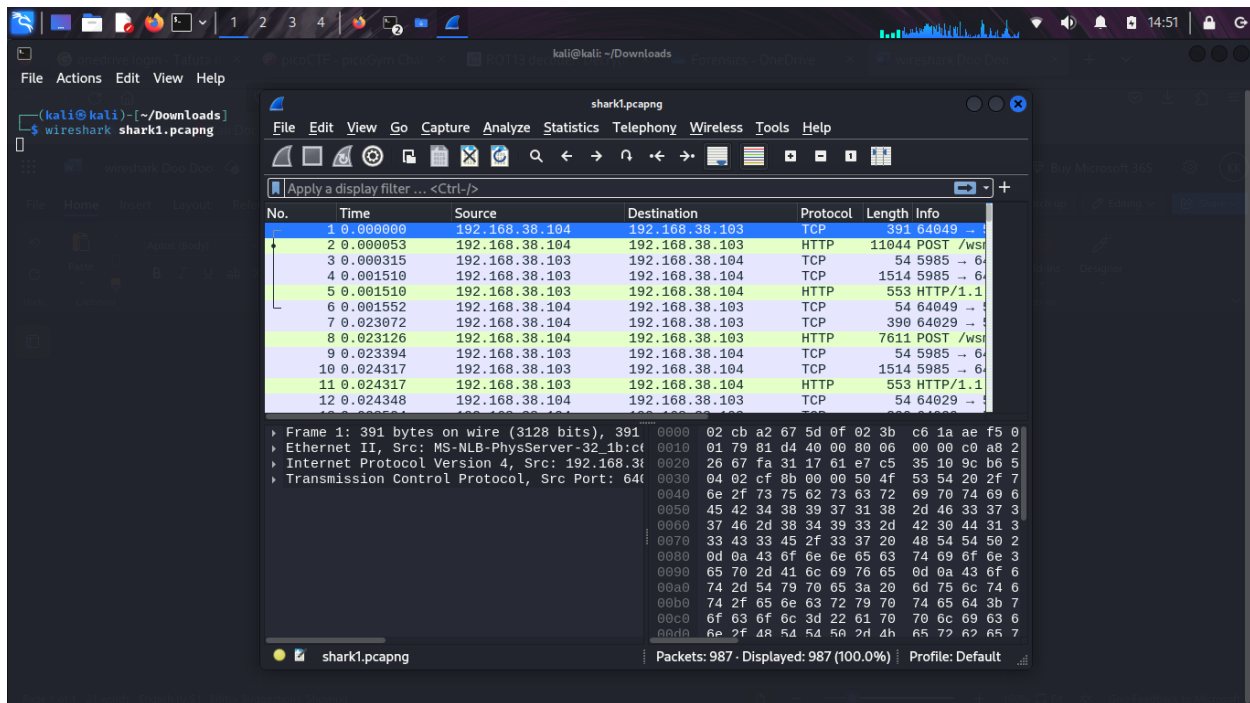 1 2 3 4 2 14:51
kali@kali: ~/Downloads
File Actions Edit View Help
(kali㉿kali)-[~/Downloads]
$ wireshark shark1.pcapng
shark1.pcapng
File Edit View Go Capture Analyze Statistics Telephony Wireless Tools Help
Apply a display filter ... <Ctrl-/>
No. Time Source Destination Protocol Length Info
1 0.000000 192.168.38.104 192.168.38.103 TCP 391 64049 →
2 0.000053 192.168.38.104 192.168.38.103 HTTP 11044 POST /wsm
3 0.000315 192.168.38.103 192.168.38.104 TCP 54 5985 → 64
4 0.001510 192.168.38.103 192.168.38.104 TCP 1514 5985 → 64
5 0.001510 192.168.38.103 192.168.38.104 HTTP 553 HTTP/1.1
6 0.001552 192.168.38.104 192.168.38.103 TCP 54 64049 →
7 0.023072 192.168.38.104 192.168.38.103 TCP 390 64029 →
8 0.023126 192.168.38.104 192.168.38.103 HTTP 7611 POST /wsm
9 0.023394 192.168.38.103 192.168.38.104 TCP 54 5985 → 64
10 0.024317 192.168.38.103 192.168.38.104 TCP 1514 5985 → 64
11 0.024317 192.168.38.103 192.168.38.104 HTTP 553 HTTP/1.1
12 0.024348 192.168.38.104 192.168.38.103 TCP 54 64029 →
Frame 1: 391 bytes on wire (3128 bits), 391
Ethernet II, Src: MS-NLB-PhysServer-32_1b:c6
Internet Protocol Version 4, Src: 192.168.38
Transmission Control Protocol, Src Port: 640
0000 02 cb a2 67 5d 0f 02 3b c6 1a ae f5 0
0010 01 79 81 d4 40 00 80 06 00 00 c0 a8 2
0020 26 67 fa 31 17 61 e7 c5 35 10 9c b6 5
0030 04 02 cf 8b 00 00 50 4f 53 54 20 2f 7
0040 6e 2f 73 75 62 73 63 72 69 70 74 69 6
0050 45 42 34 38 39 37 31 38 2d 46 33 37 3
0060 37 46 2d 38 34 39 33 2d 42 30 44 31 3
0070 33 43 33 45 2f 33 37 20 48 54 54 50 2
0080 0d 0a 43 6f 6e 6e 65 63 74 69 6f 6e 3
0090 65 70 2d 41 6c 69 76 65 0d 0a 43 6f 6
00a0 74 2d 54 79 70 65 3a 20 6d 75 6c 74 6
00b0 74 2f 65 6e 63 72 79 70 74 65 64 3b 7
00c0 6f 63 6f 6c 3d 22 61 70 70 6c 69 63 6
00d0 6e 2f 48 54 54 50 2d 4b 65 72 62 65 7
shark1.pcapng Packets: 987 · Displayed: 987 (100.0%) Profile: Default